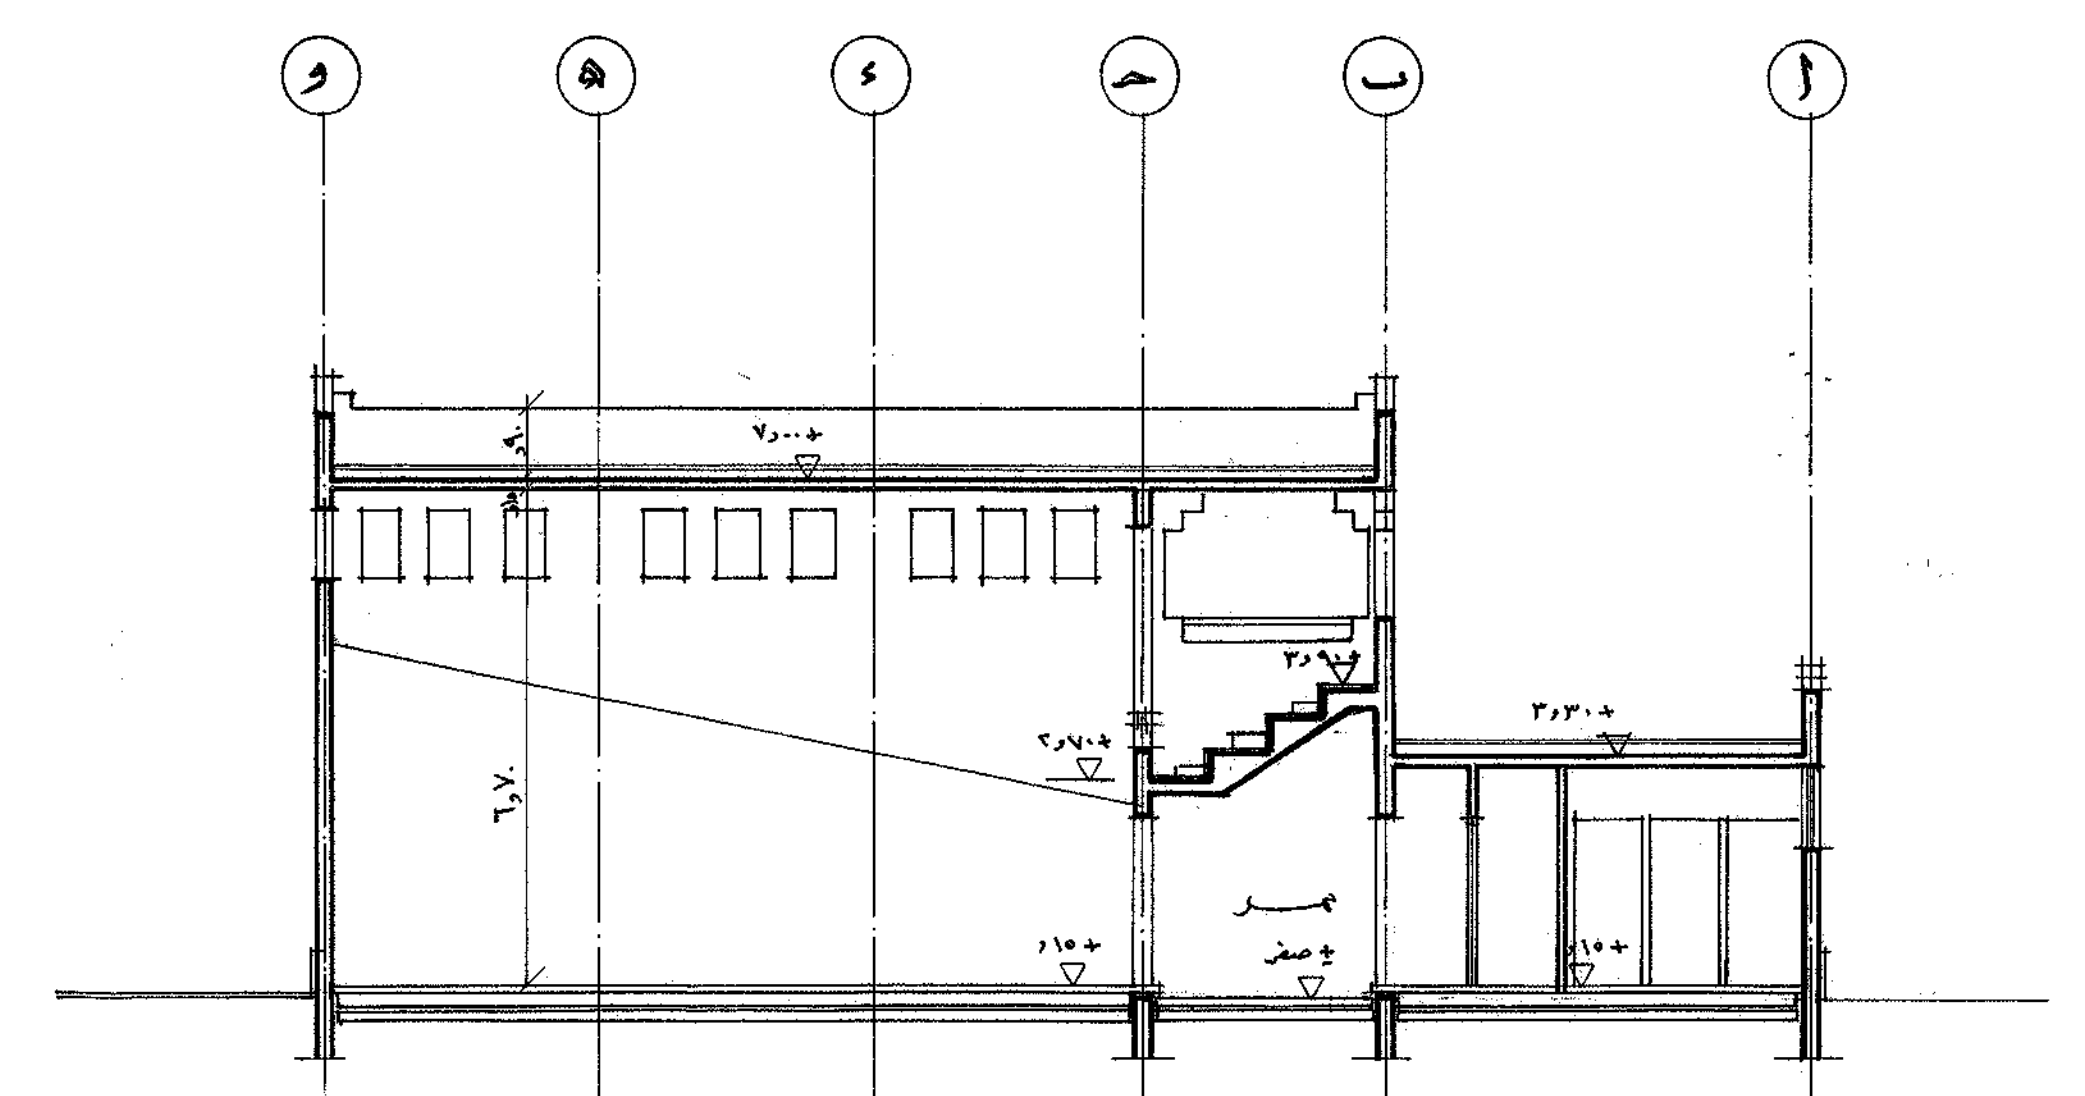 أ ب حـ د هـ و
+٧,٠٠
,٩٠
+٣,٩٠
+٣,٣٠
+٢,٧٠
٦,٧٠
ممر
+,١٥
± صفر
+,١٥